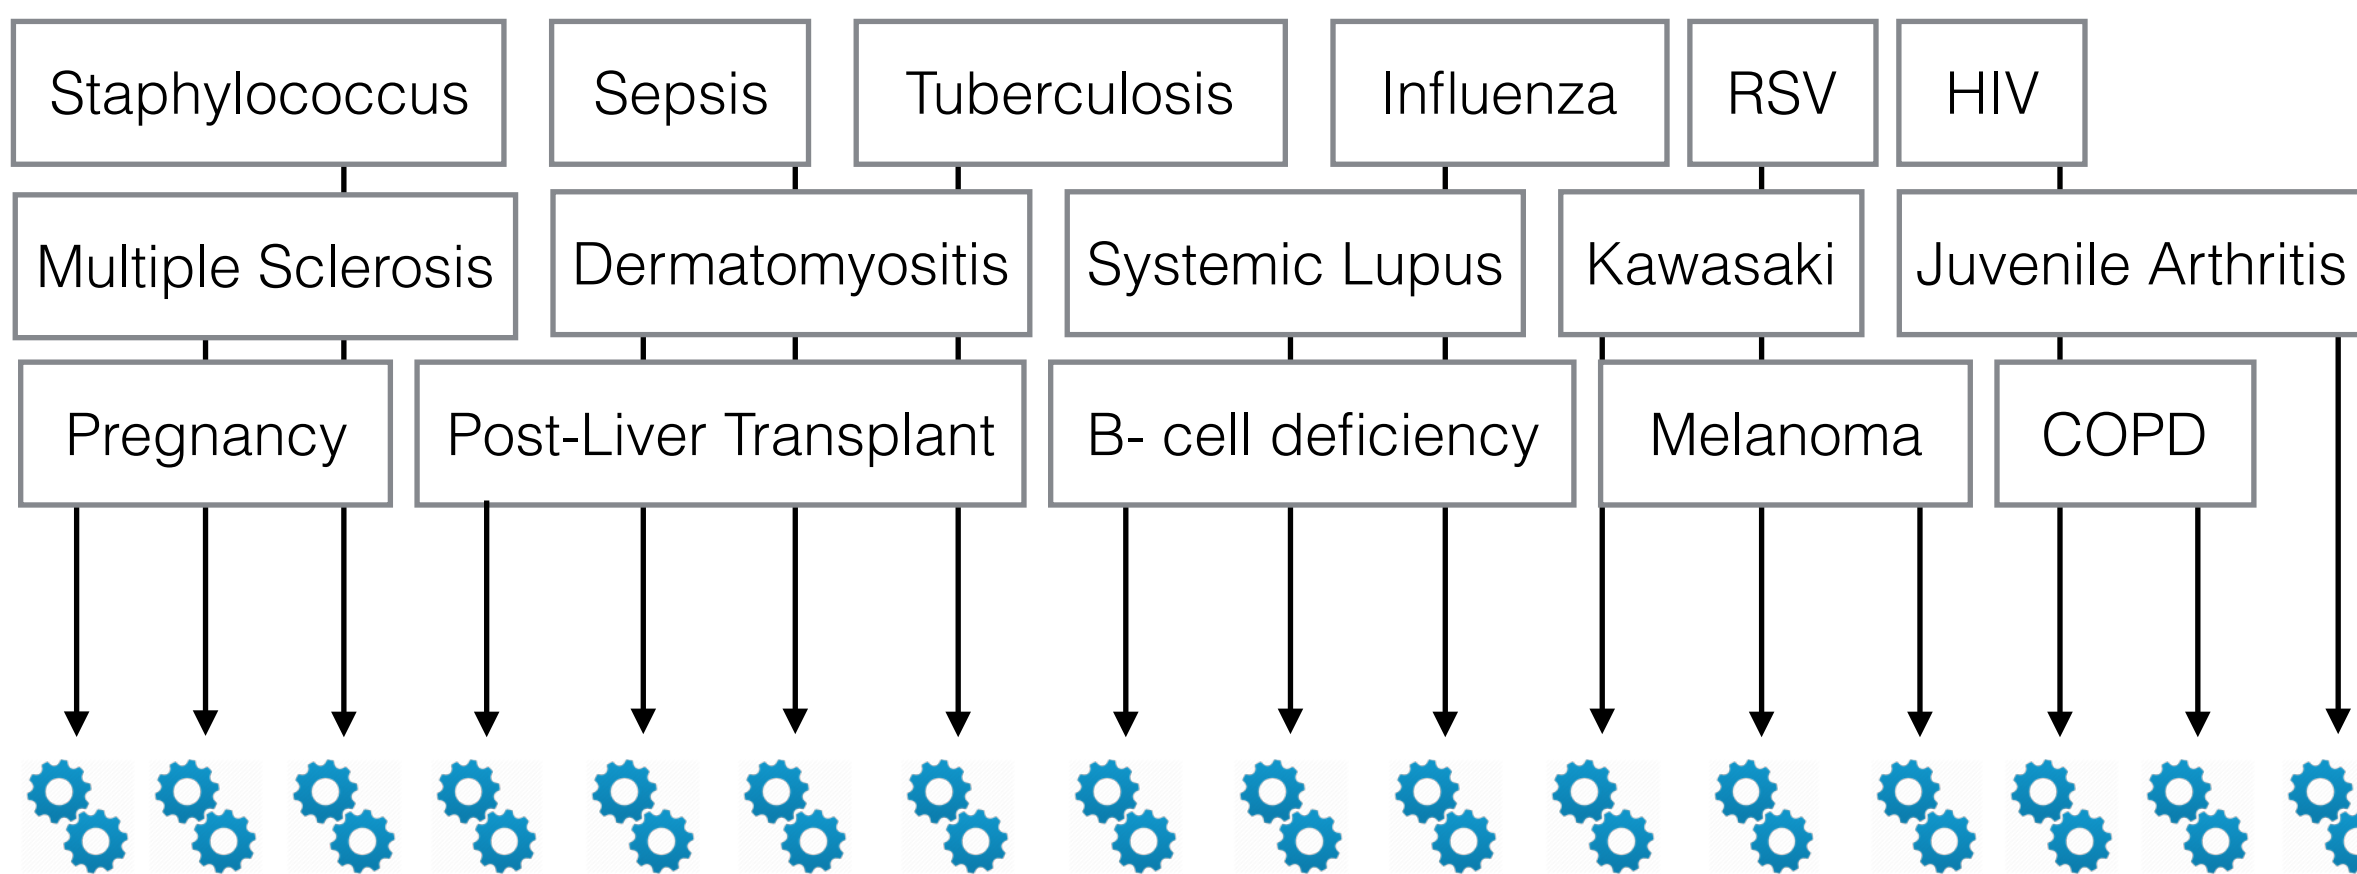 Staphylococcus Sepsis Tuberculosis Influenza RSV HIV
Multiple Sclerosis Dermatomyositis Systemic Lupus Kawasaki Juvenile Arthritis
Pregnancy Post-Liver Transplant B- cell deficiency Melanoma COPD